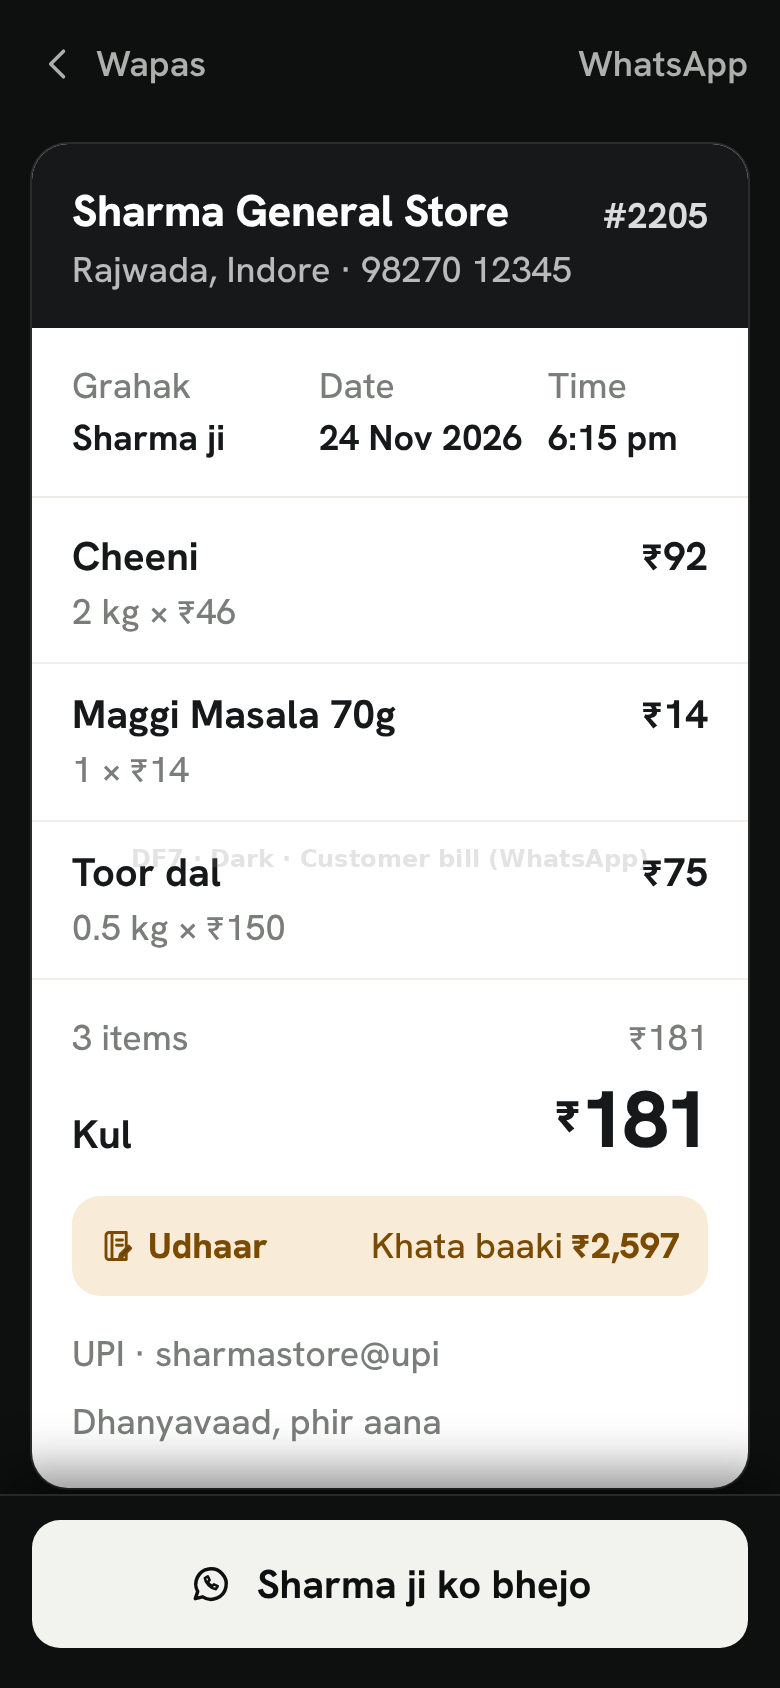 Wapas
WhatsApp
Sharma General Store
#2205
Rajwada, Indore · 98270 12345
Grahak Date Time
Sharma ji 24 Nov 2026 6:15 pm
Cheeni ₹92
2 kg × ₹46
Maggi Masala 70g ₹14
1 × ₹14
DF7 · Dark · Customer bill (WhatsApp)
Toor dal ₹75
0.5 kg × ₹150
3 items ₹181
Kul ₹181
Udhaar Khata baaki ₹2,597
UPI · sharmastore@upi
Dhanyavaad, phir aana
Sharma ji ko bhejo